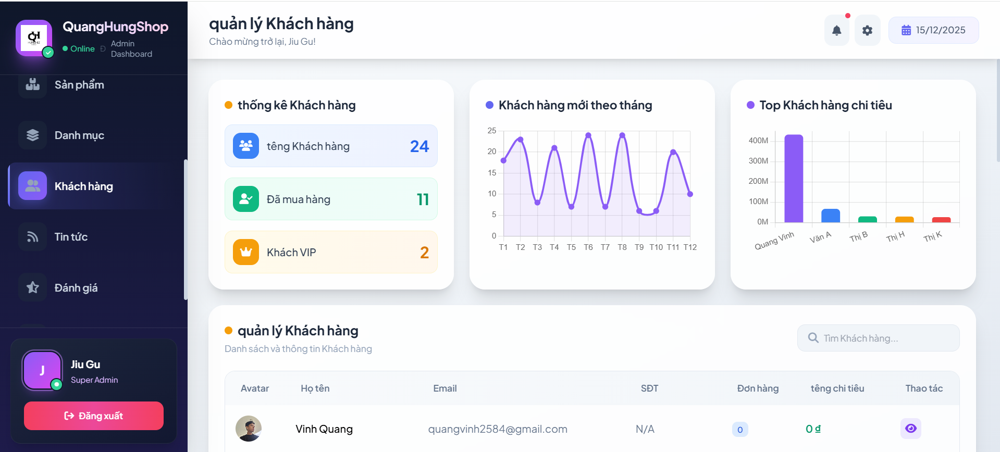 QuangHungShop
Online Đ Admin Dashboard
Sản phẩm
Danh mục
Khách hàng
Tin tức
Đánh giá
Jiu Gu
J
Super Admin
Đăng xuất
quản lý Khách hàng
Chào mừng trở lại, Jiu Gu!
15/12/2025
thống kê Khách hàng
têng Khách hàng 24
Đã mua hàng 11
Khách VIP 2
Khách hàng mới theo tháng
25
20
15
10
5
0
T1 T2 T3 T4 T5 T6 T7 T8 T9 T10 T11 T12
Top Khách hàng chi tiêu
400M
300M
200M
100M
0M
Quang Vinh Văn A Thị B Thị H Thị K
quản lý Khách hàng
Danh sách và thông tin Khách hàng
Tìm Khách hàng...
Avatar Họ tên Email SĐT Đơn hàng têng chi tiêu Thao tác
Vinh Quang quangvinh2584@gmail.com N/A 0 0 ₫